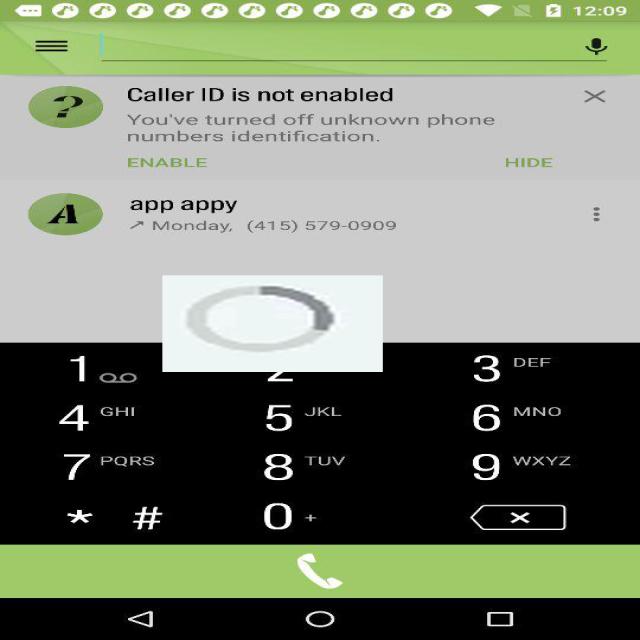 12:09
Caller ID is not enabled
?
You've turned off unknown phone
numbers identification.
ENABLE HIDE
app appy
A
↗ Monday, (415) 579-0909
1 2 3 DEF
4 GHI 5 JKL 6 MNO
7 PQRS 8 TUV 9 WXYZ
* # 0 +